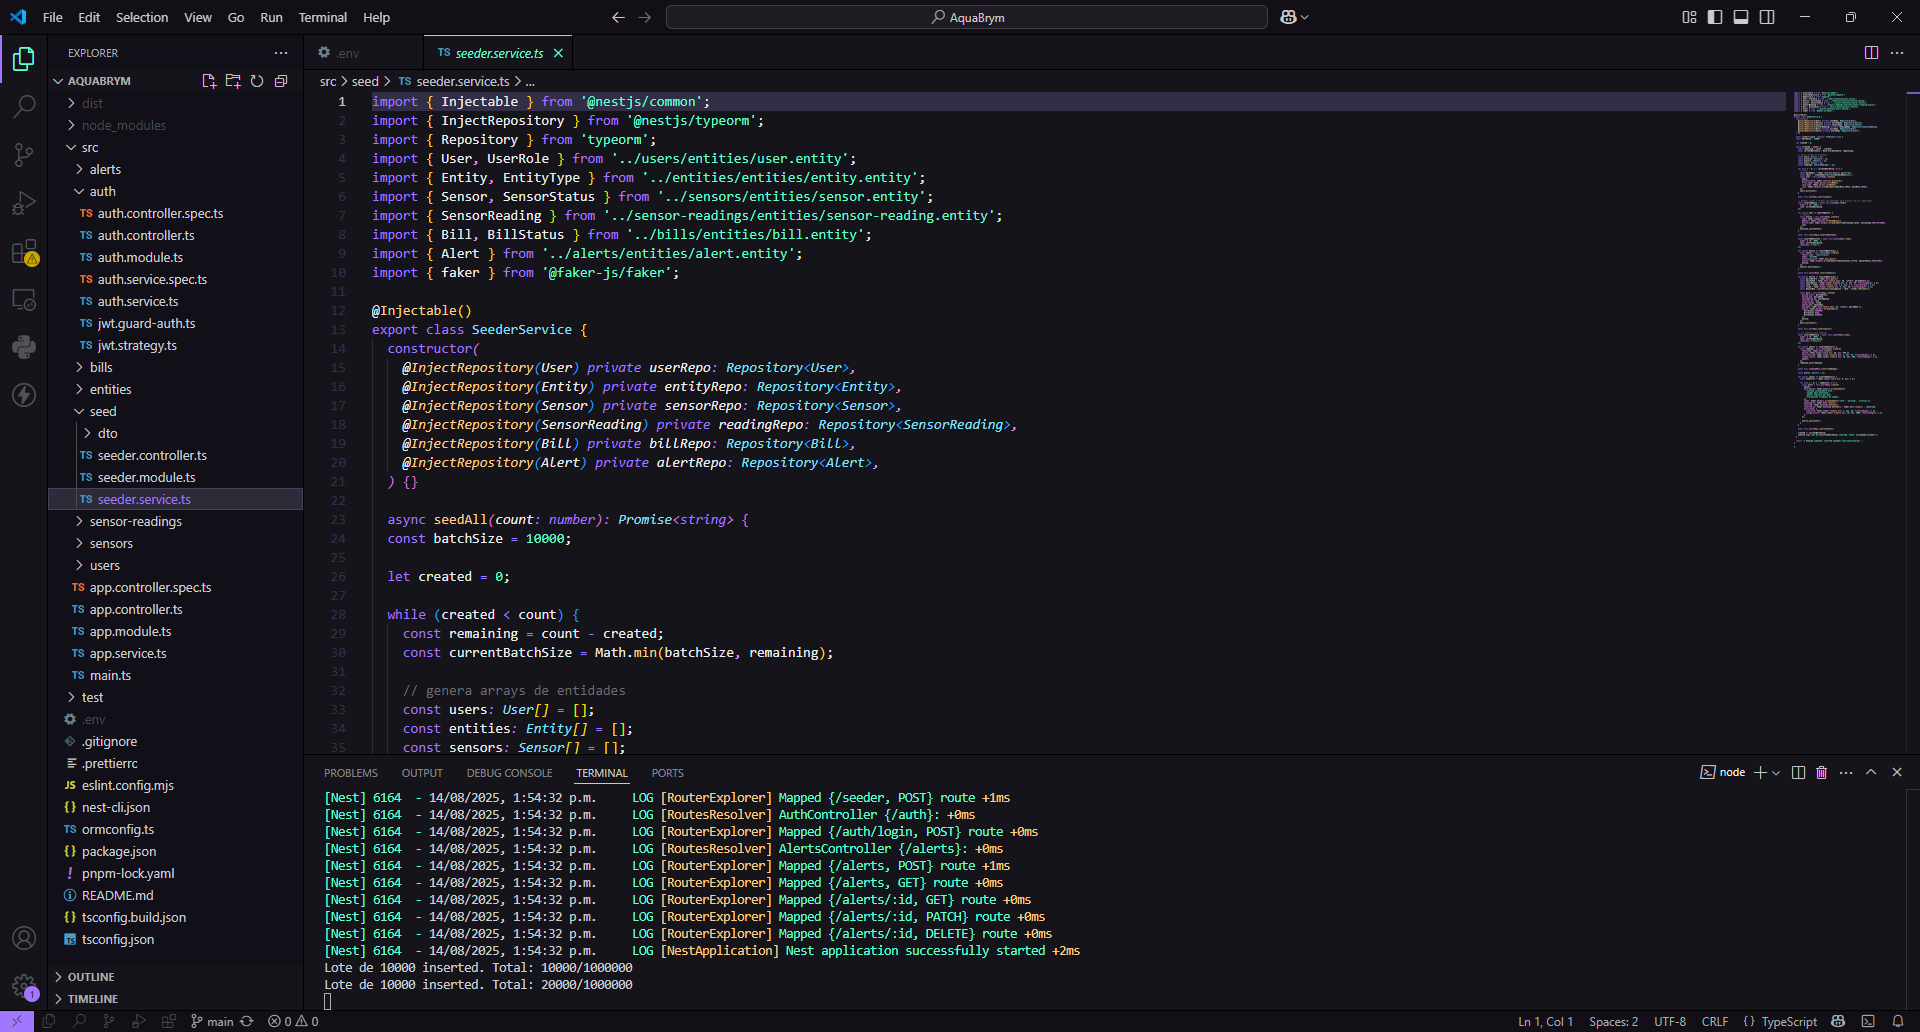 File Edit Selection View Go Run Terminal Help
AquaBrym
EXPLORER
AQUABRYM
dist
node_modules
src
alerts
auth
TS auth.controller.spec.ts
TS auth.controller.ts
TS auth.module.ts
TS auth.service.spec.ts
TS auth.service.ts
TS jwt.guard-auth.ts
TS jwt.strategy.ts
bills
entities
seed
dto
TS seeder.controller.ts
TS seeder.module.ts
TS seeder.service.ts
sensor-readings
sensors
users
TS app.controller.spec.ts
TS app.controller.ts
TS app.module.ts
TS app.service.ts
TS main.ts
test
.env
.gitignore
.prettierrc
JS eslint.config.mjs
{} nest-cli.json
TS ormconfig.ts
{} package.json
! pnpm-lock.yaml
README.md
{} tsconfig.build.json
TS tsconfig.json
OUTLINE
TIMELINE
1
.env
TS seeder.service.ts
src > seed > TS seeder.service.ts > ...
1 import { Injectable } from '@nestjs/common';
2 import { InjectRepository } from '@nestjs/typeorm';
3 import { Repository } from 'typeorm';
4 import { User, UserRole } from '../users/entities/user.entity';
5 import { Entity, EntityType } from '../entities/entities/entity.entity';
6 import { Sensor, SensorStatus } from '../sensors/entities/sensor.entity';
7 import { SensorReading } from '../sensor-readings/entities/sensor-reading.entity';
8 import { Bill, BillStatus } from '../bills/entities/bill.entity';
9 import { Alert } from '../alerts/entities/alert.entity';
10 import { faker } from '@faker-js/faker';
11
12 @Injectable()
13 export class SeederService {
14 constructor(
15 @InjectRepository(User) private userRepo: Repository<User>,
16 @InjectRepository(Entity) private entityRepo: Repository<Entity>,
17 @InjectRepository(Sensor) private sensorRepo: Repository<Sensor>,
18 @InjectRepository(SensorReading) private readingRepo: Repository<SensorReading>,
19 @InjectRepository(Bill) private billRepo: Repository<Bill>,
20 @InjectRepository(Alert) private alertRepo: Repository<Alert>,
21 ) {}
22
23 async seedAll(count: number): Promise<string> {
24 const batchSize = 10000;
25
26 let created = 0;
27
28 while (created < count) {
29 const remaining = count - created;
30 const currentBatchSize = Math.min(batchSize, remaining);
31
32 // genera arrays de entidades
33 const users: User[] = [];
34 const entities: Entity[] = [];
35 const sensors: Sensor[] = [];
PROBLEMS OUTPUT DEBUG CONSOLE TERMINAL PORTS
node
[Nest] 6164 - 14/08/2025, 1:54:32 p.m. LOG [RouterExplorer] Mapped {/seeder, POST} route +1ms
[Nest] 6164 - 14/08/2025, 1:54:32 p.m. LOG [RoutesResolver] AuthController {/auth}: +0ms
[Nest] 6164 - 14/08/2025, 1:54:32 p.m. LOG [RouterExplorer] Mapped {/auth/login, POST} route +0ms
[Nest] 6164 - 14/08/2025, 1:54:32 p.m. LOG [RoutesResolver] AlertsController {/alerts}: +0ms
[Nest] 6164 - 14/08/2025, 1:54:32 p.m. LOG [RouterExplorer] Mapped {/alerts, POST} route +1ms
[Nest] 6164 - 14/08/2025, 1:54:32 p.m. LOG [RouterExplorer] Mapped {/alerts, GET} route +0ms
[Nest] 6164 - 14/08/2025, 1:54:32 p.m. LOG [RouterExplorer] Mapped {/alerts/:id, GET} route +0ms
[Nest] 6164 - 14/08/2025, 1:54:32 p.m. LOG [RouterExplorer] Mapped {/alerts/:id, PATCH} route +0ms
[Nest] 6164 - 14/08/2025, 1:54:32 p.m. LOG [RouterExplorer] Mapped {/alerts/:id, DELETE} route +0ms
[Nest] 6164 - 14/08/2025, 1:54:32 p.m. LOG [NestApplication] Nest application successfully started +2ms
Lote de 10000 inserted. Total: 10000/1000000
Lote de 10000 inserted. Total: 20000/1000000
main 0 0 Ln 1, Col 1 Spaces: 2 UTF-8 CRLF {} TypeScript